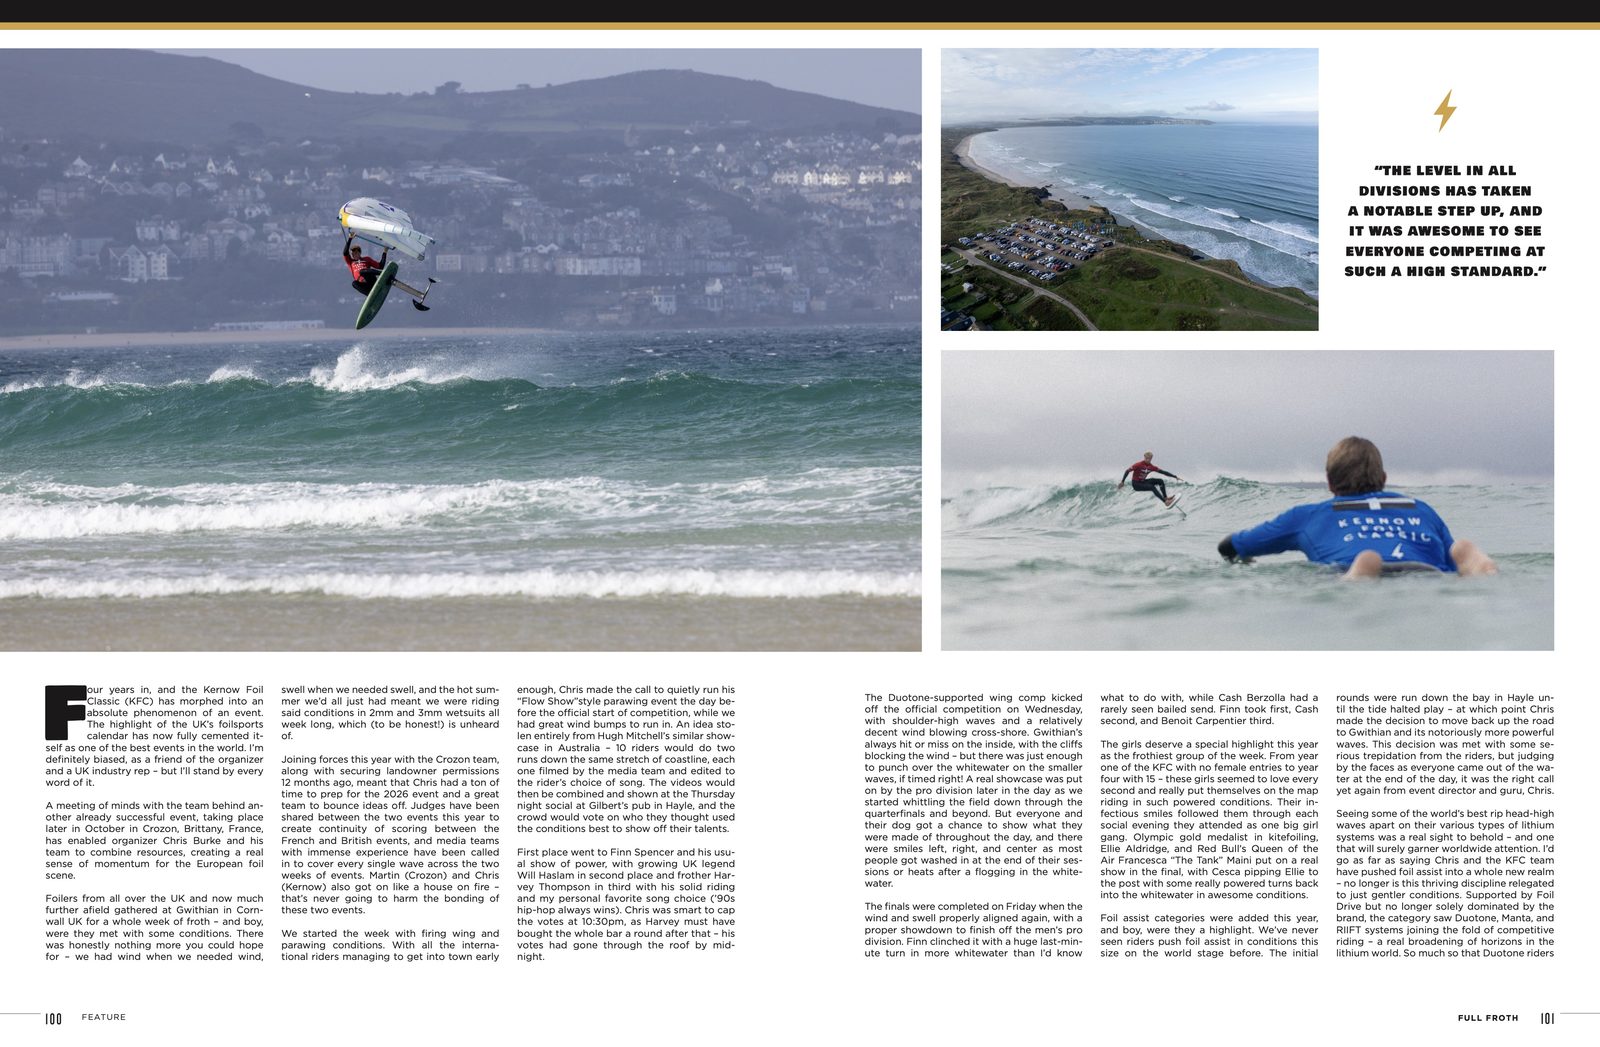 “THE LEVEL IN ALL
DIVISIONS HAS TAKEN
A NOTABLE STEP UP, AND
IT WAS AWESOME TO SEE
EVERYONE COMPETING AT
SUCH A HIGH STANDARD.”
KERNOW
FOIL
CLASSIC
4
Four years in, and the Kernow Foil
Classic (KFC) has morphed into an
absolute phenomenon of an event.
The highlight of the UK’s foilsports
calendar has now fully cemented it-
self as one of the best events in the world. I’m
definitely biased, as a friend of the organizer
and a UK industry rep – but I’ll stand by every
word of it.
A meeting of minds with the team behind an-
other already successful event, taking place
later in October in Crozon, Brittany, France,
has enabled organizer Chris Burke and his
team to combine resources, creating a real
sense of momentum for the European foil
scene.
Foilers from all over the UK and now much
further afield gathered at Gwithian in Corn-
wall UK for a whole week of froth – and boy,
were they met with some conditions. There
was honestly nothing more you could hope
for – we had wind when we needed wind,
swell when we needed swell, and the hot sum-
mer we’d all just had meant we were riding
said conditions in 2mm and 3mm wetsuits all
week long, which (to be honest!) is unheard
of.
Joining forces this year with the Crozon team,
along with securing landowner permissions
12 months ago, meant that Chris had a ton of
time to prep for the 2026 event and a great
team to bounce ideas off. Judges have been
shared between the two events this year to
create continuity of scoring between the
French and British events, and media teams
with immense experience have been called
in to cover every single wave across the two
weeks of events. Martin (Crozon) and Chris
(Kernow) also got on like a house on fire –
that’s never going to harm the bonding of
these two events.
We started the week with firing wing and
parawing conditions. With all the interna-
tional riders managing to get into town early
enough, Chris made the call to quietly run his
“Flow Show”style parawing event the day be-
fore the official start of competition, while we
had great wind bumps to run in. An idea sto-
len entirely from Hugh Mitchell’s similar show-
case in Australia – 10 riders would do two
runs down the same stretch of coastline, each
one filmed by the media team and edited to
the rider’s choice of song. The videos would
then be combined and shown at the Thursday
night social at Gilbert’s pub in Hayle, and the
crowd would vote on who they thought used
the conditions best to show off their talents.
First place went to Finn Spencer and his usu-
al show of power, with growing UK legend
Will Haslam in second place and frother Har-
vey Thompson in third with his solid riding
and my personal favorite song choice (’90s
hip-hop always wins). Chris was smart to cap
the votes at 10:30pm, as Harvey must have
bought the whole bar a round after that – his
votes had gone through the roof by mid-
night.
The Duotone-supported wing comp kicked
off the official competition on Wednesday,
with shoulder-high waves and a relatively
decent wind blowing cross-shore. Gwithian’s
always hit or miss on the inside, with the cliffs
blocking the wind – but there was just enough
to punch over the whitewater on the smaller
waves, if timed right! A real showcase was put
on by the pro division later in the day as we
started whittling the field down through the
quarterfinals and beyond. But everyone and
their dog got a chance to show what they
were made of throughout the day, and there
were smiles left, right, and center as most
people got washed in at the end of their ses-
sions or heats after a flogging in the white-
water.
The finals were completed on Friday when the
wind and swell properly aligned again, with a
proper showdown to finish off the men’s pro
division. Finn clinched it with a huge last-min-
ute turn in more whitewater than I’d know
what to do with, while Cash Berzolla had a
rarely seen bailed send. Finn took first, Cash
second, and Benoit Carpentier third.
The girls deserve a special highlight this year
as the frothiest group of the week. From year
one of the KFC with no female entries to year
four with 15 – these girls seemed to love every
second and really put themselves on the map
riding in such powered conditions. Their in-
fectious smiles followed them through each
social evening they attended as one big girl
gang. Olympic gold medalist in kitefoiling,
Ellie Aldridge, and Red Bull’s Queen of the
Air Francesca “The Tank” Maini put on a real
show in the final, with Cesca pipping Ellie to
the post with some really powered turns back
into the whitewater in awesome conditions.
Foil assist categories were added this year,
and boy, were they a highlight. We’ve never
seen riders push foil assist in conditions this
size on the world stage before. The initial
rounds were run down the bay in Hayle un-
til the tide halted play – at which point Chris
made the decision to move back up the road
to Gwithian and its notoriously more powerful
waves. This decision was met with some se-
rious trepidation from the riders, but judging
by the faces as everyone came out of the wa-
ter at the end of the day, it was the right call
yet again from event director and guru, Chris.
Seeing some of the world’s best rip head-high
waves apart on their various types of lithium
systems was a real sight to behold – and one
that will surely garner worldwide attention. I’d
go as far as saying Chris and the KFC team
have pushed foil assist into a whole new realm
– no longer is this thriving discipline relegated
to just gentler conditions. Supported by Foil
Drive but no longer solely dominated by the
brand, the category saw Duotone, Manta, and
RIIFT systems joining the fold of competitive
riding – a real broadening of horizons in the
lithium world. So much so that Duotone riders
100 FEATURE
FULL FROTH 101